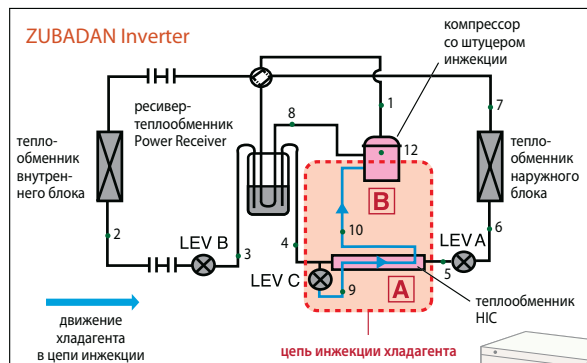 ZUBADAN Inverter
компрессор
со штуцером
инжекции
1
7
ресивер-
теплообменник
Power Receiver
8
12
тепло-
обменник
внутрен-
него блока
тепло-
обменник
наружного
блока
B
2
10
6
LEV B
3
4
LEV A
LEV C
9
A
5
теплообменник
HIC
движение
хладагента
в цепи инжекции
цепь инжекции хладагента